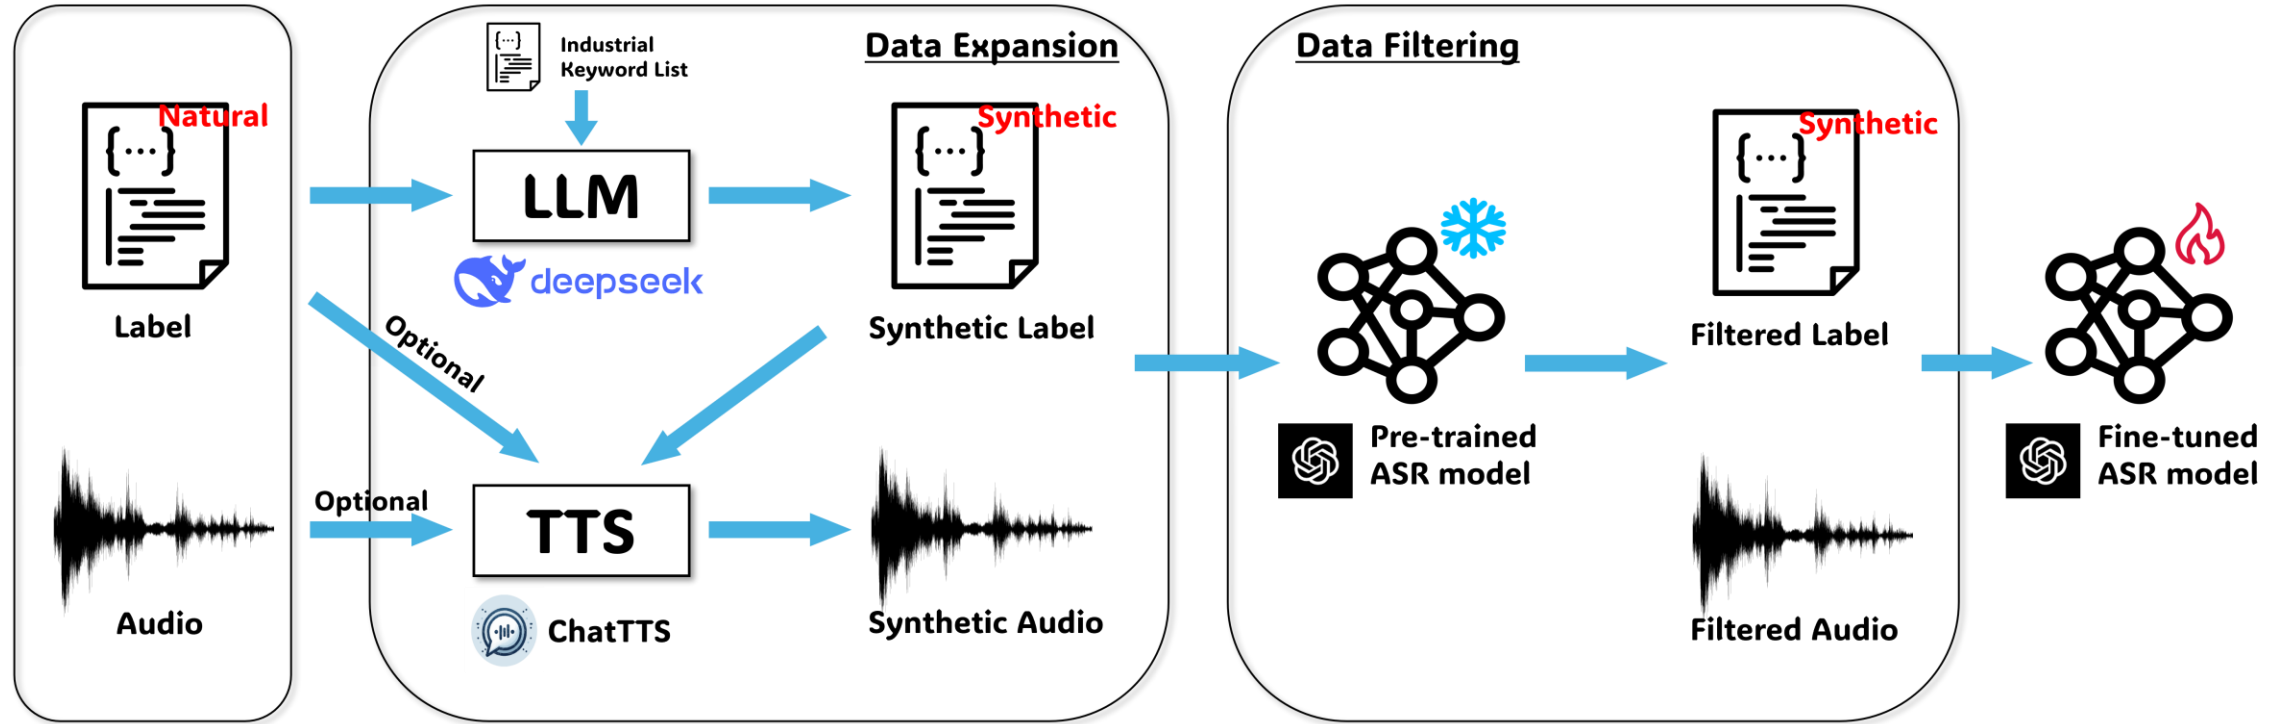 Natural
{...}
Label
Audio
Data Expansion
{...}
Industrial
Keyword List
LLM
deepseek
Optional
Optional
TTS
ChatTTS
Synthetic
{...}
Synthetic Label
Synthetic Audio
Data Filtering
Pre-trained
ASR model
Synthetic
{...}
Filtered Label
Filtered Audio
Fine-tuned
ASR model